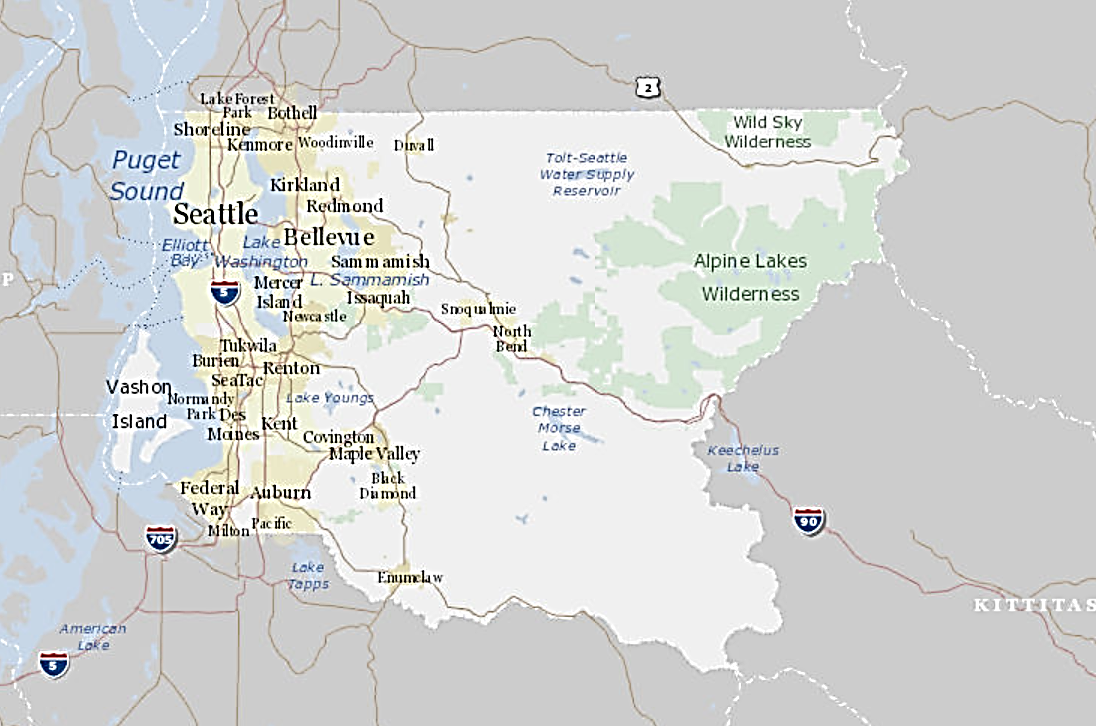 2
Lake Forest
Park
Bothell
Shoreline
Kenmore
Woodinville
Duvall
Wild Sky
Wilderness
Puget
Sound
Tolt-Seattle
Water Supply
Reservoir
Kirkland
Redmond
Seattle
Bellevue
Elliott
Bay
Lake
Washington
Sammamish
L. Sammamish
Alpine Lakes
Wilderness
P
5
Mercer
Island
Issaquah
Newcastle
Snoqualmie
North
Bend
Tukwila
Burien
Renton
SeaTac
Vashon
Island
Normandy
Park
Des
Moines
Lake Youngs
Kent
Chester
Morse
Lake
Covington
Maple Valley
Keechelus
Lake
Black
Diamond
Federal
Way
Auburn
Milton
Pacific
90
705
Lake
Tapps
Enumclaw
KITTITAS
American
Lake
5